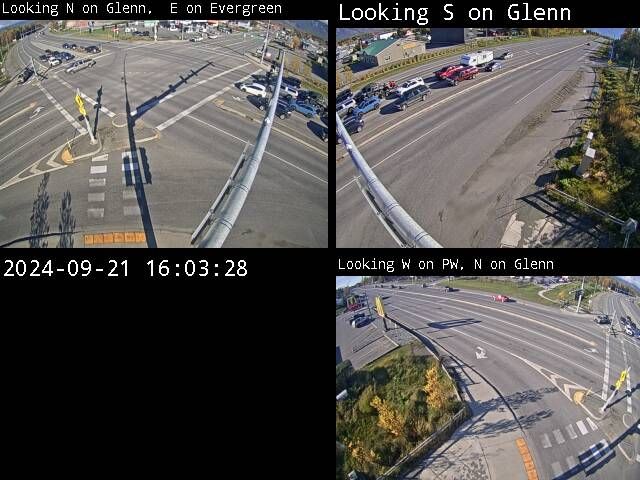 Looking N on Glenn,  E on Evergreen
Looking S on Glenn
2024-09-21 16:03:28
Looking W on PW, N on Glenn